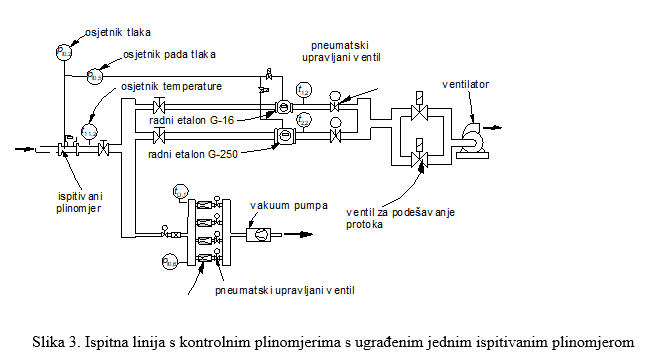 osjetnik tlaka
osjetnik pada tlaka
pneumatski
upravljani ventil
osjetnik temperature
ventilator
radni etalon G-16
radni etalon G-250
ispitivani
plinomjer
vakuum pumpa
ventil za podešavanje
protoka
pneumatski upravljani ventil
Slika 3. Ispitna linija s kontrolnim plinomjerima s ugrađenim jednim ispitivanim plinomjerom